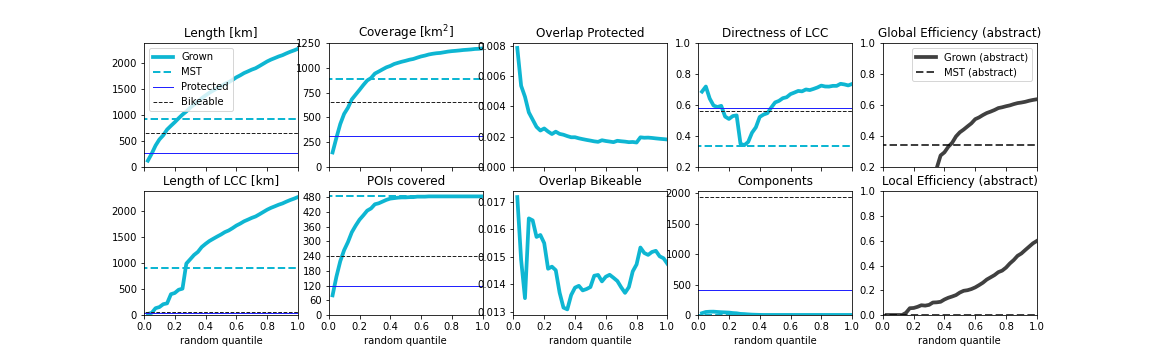 Length [km]
Grown
MST
Protected
Bikeable
2000
1500
1000
500
0
Coverage [km²]
1250
1000
750
500
250
0
Overlap Protected
0.008
0.006
0.004
0.002
0.000
Directness of LCC
1.0
0.8
0.6
0.4
0.2
Global Efficiency (abstract)
Grown (abstract)
MST (abstract)
1.0
0.8
0.6
0.4
0.2
Length of LCC [km]
2000
1500
1000
500
0
0.0 0.2 0.4 0.6 0.8 1.0
random quantile
POIs covered
480
420
360
300
240
180
120
60
0
0.0 0.2 0.4 0.6 0.8 1.0
random quantile
Overlap Bikeable
0.017
0.016
0.015
0.014
0.013
0.0 0.2 0.4 0.6 0.8 1.0
random quantile
Components
2000
1500
1000
500
0
0.0 0.2 0.4 0.6 0.8 1.0
random quantile
Local Efficiency (abstract)
1.0
0.8
0.6
0.4
0.2
0.0
0.0 0.2 0.4 0.6 0.8 1.0
random quantile